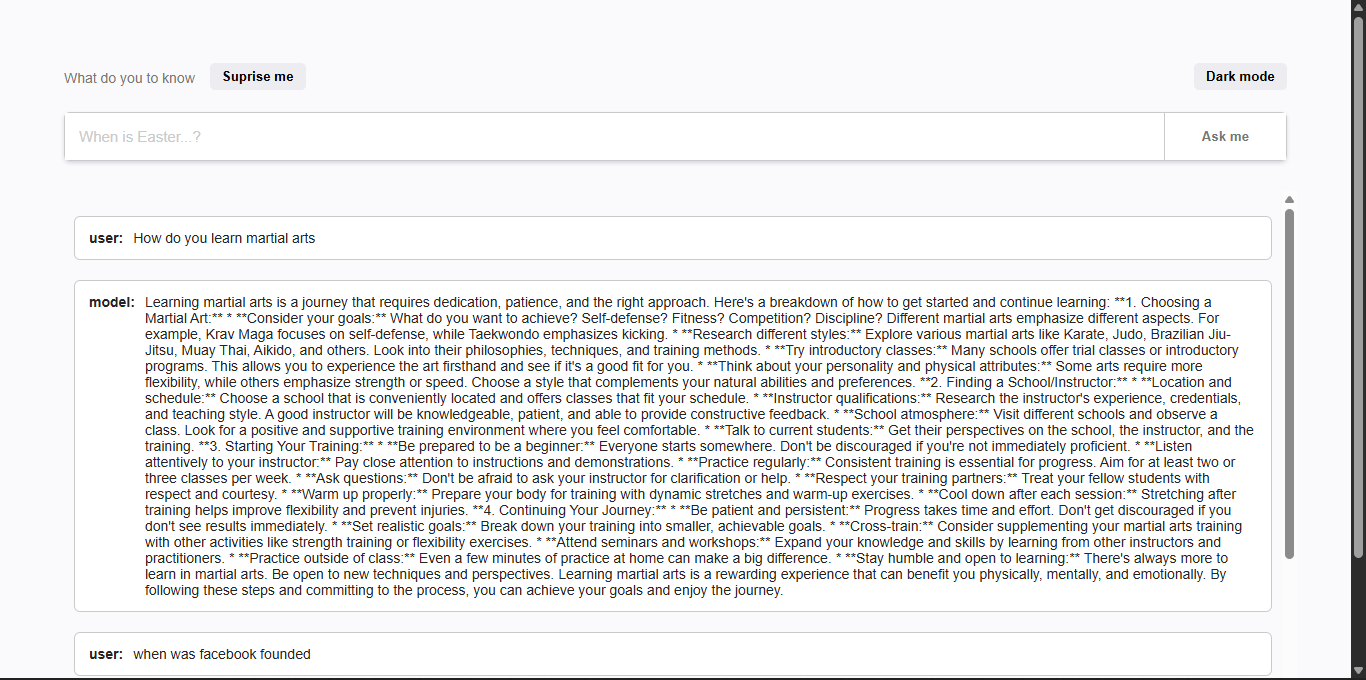 What do you to know
Suprise me
Dark mode
When is Easter...?
Ask me
user: How do you learn martial arts
model: Learning martial arts is a journey that requires dedication, patience, and the right approach. Here's a breakdown of how to get started and continue learning: **1. Choosing a
Martial Art:** * **Consider your goals:** What do you want to achieve? Self-defense? Fitness? Competition? Discipline? Different martial arts emphasize different aspects. For
example, Krav Maga focuses on self-defense, while Taekwondo emphasizes kicking. * **Research different styles:** Explore various martial arts like Karate, Judo, Brazilian Jiu-
Jitsu, Muay Thai, Aikido, and others. Look into their philosophies, techniques, and training methods. * **Try introductory classes:** Many schools offer trial classes or introductory
programs. This allows you to experience the art firsthand and see if it's a good fit for you. * **Think about your personality and physical attributes:** Some arts require more
flexibility, while others emphasize strength or speed. Choose a style that complements your natural abilities and preferences. **2. Finding a School/Instructor:** * **Location and
schedule:** Choose a school that is conveniently located and offers classes that fit your schedule. * **Instructor qualifications:** Research the instructor's experience, credentials,
and teaching style. A good instructor will be knowledgeable, patient, and able to provide constructive feedback. * **School atmosphere:** Visit different schools and observe a
class. Look for a positive and supportive training environment where you feel comfortable. * **Talk to current students:** Get their perspectives on the school, the instructor, and the
training. **3. Starting Your Training:** * **Be prepared to be a beginner:** Everyone starts somewhere. Don't be discouraged if you're not immediately proficient. * **Listen
attentively to your instructor:** Pay close attention to instructions and demonstrations. * **Practice regularly:** Consistent training is essential for progress. Aim for at least two or
three classes per week. * **Ask questions:** Don't be afraid to ask your instructor for clarification or help. * **Respect your training partners:** Treat your fellow students with
respect and courtesy. * **Warm up properly:** Prepare your body for training with dynamic stretches and warm-up exercises. * **Cool down after each session:** Stretching after
training helps improve flexibility and prevent injuries. **4. Continuing Your Journey:** * **Be patient and persistent:** Progress takes time and effort. Don't get discouraged if you
don't see results immediately. * **Set realistic goals:** Break down your training into smaller, achievable goals. * **Cross-train:** Consider supplementing your martial arts training
with other activities like strength training or flexibility exercises. * **Attend seminars and workshops:** Expand your knowledge and skills by learning from other instructors and
practitioners. * **Practice outside of class:** Even a few minutes of practice at home can make a big difference. * **Stay humble and open to learning:** There's always more to
learn in martial arts. Be open to new techniques and perspectives. Learning martial arts is a rewarding experience that can benefit you physically, mentally, and emotionally. By
following these steps and committing to the process, you can achieve your goals and enjoy the journey.
user: when was facebook founded